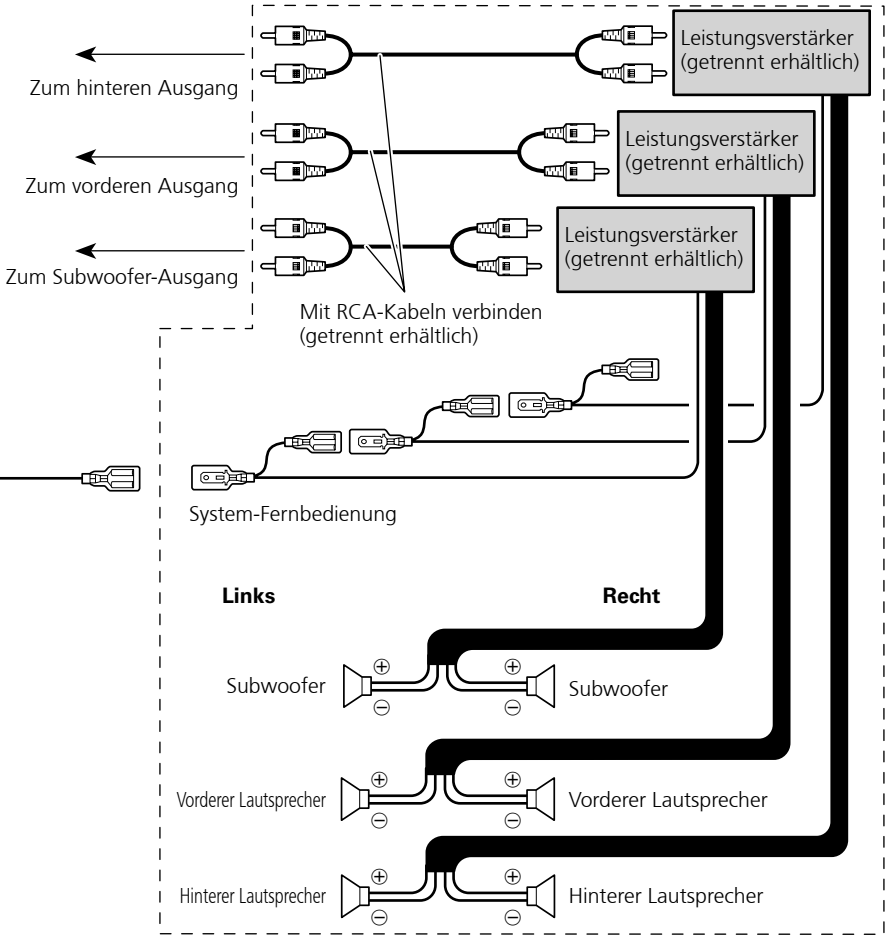 Leistungsverstärker
(getrennt erhältlich)
Zum hinteren Ausgang
Leistungsverstärker
(getrennt erhältlich)
Zum vorderen Ausgang
Leistungsverstärker
(getrennt erhältlich)
Zum Subwoofer-Ausgang
Mit RCA-Kabeln verbinden
(getrennt erhältlich)
System-Fernbedienung
Links
Recht
⊕ ⊕
Subwoofer
Subwoofer
⊖ ⊖
⊕ ⊕
Vorderer Lautsprecher
Vorderer Lautsprecher
⊖ ⊖
⊕ ⊕
Hinterer Lautsprecher
Hinterer Lautsprecher
⊖ ⊖